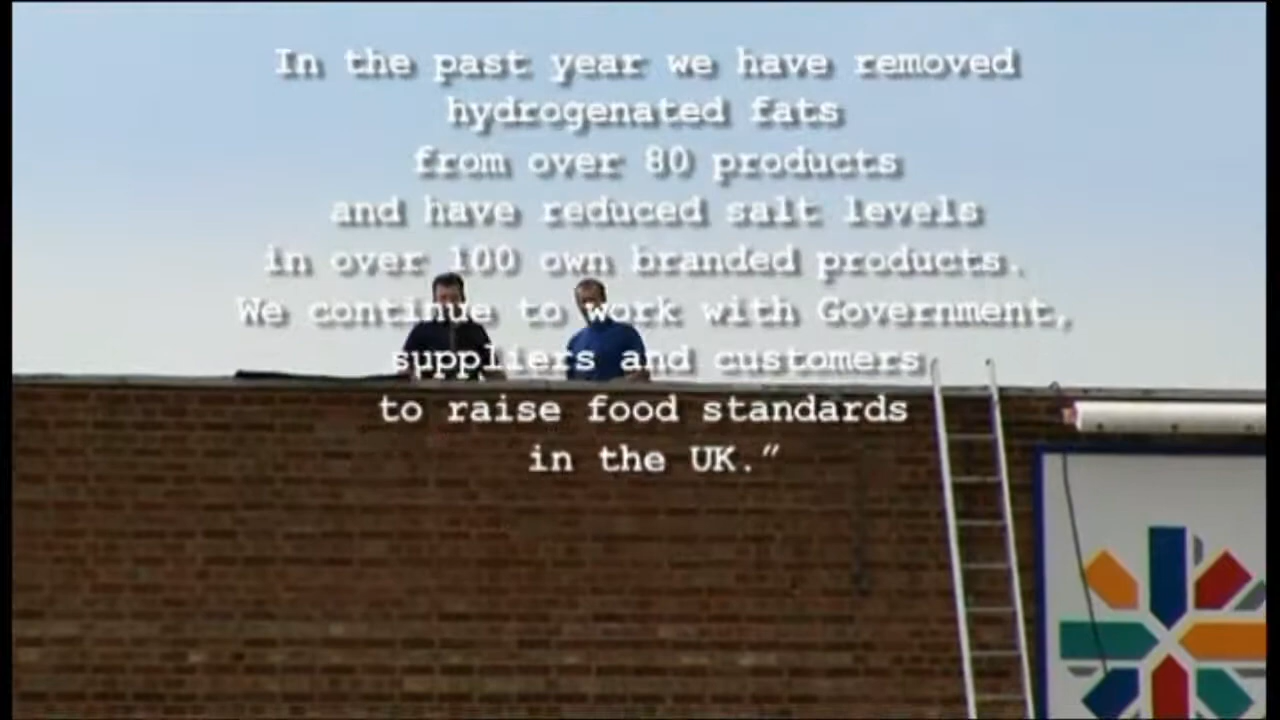 In the past year we have removed
hydrogenated fats
from over 80 products
and have reduced salt levels
in over 100 own branded products.
We continue to work with Government,
suppliers and customers
to raise food standards
in the UK.”